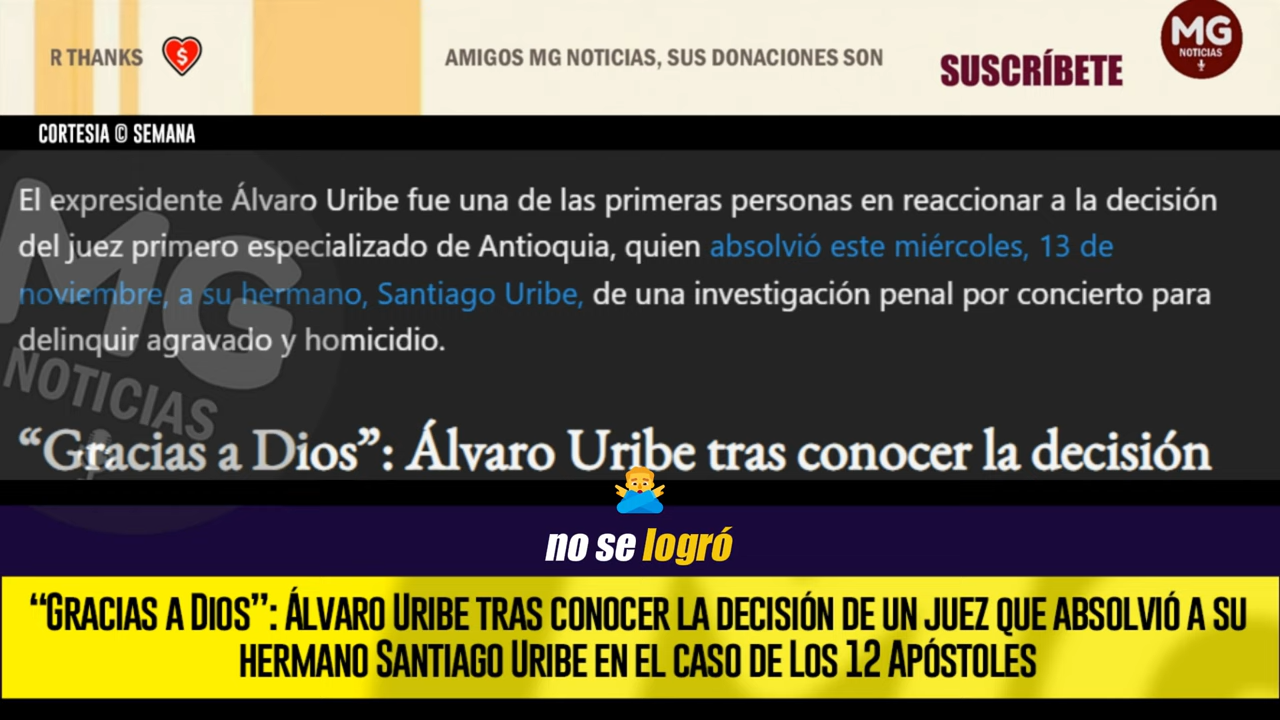 R THANKS
AMIGOS MG NOTICIAS, SUS DONACIONES SON
SUSCRÍBETE
MG
NOTICIAS
CORTESIA © SEMANA
El expresidente Álvaro Uribe fue una de las primeras personas en reaccionar a la decisión
del juez primero especializado de Antioquia, quien absolvió este miércoles, 13 de
noviembre, a su hermano, Santiago Uribe, de una investigación penal por concierto para
delinquir agravado y homicidio.
MG
NOTICIAS
“Gracias a Dios”: Álvaro Uribe tras conocer la decisión
no se logró
“GRACIAS A DIOS”: ÁLVARO URIBE TRAS CONOCER LA DECISIÓN DE UN JUEZ QUE ABSOLVIÓ A SU
HERMANO SANTIAGO URIBE EN EL CASO DE LOS 12 APÓSTOLES